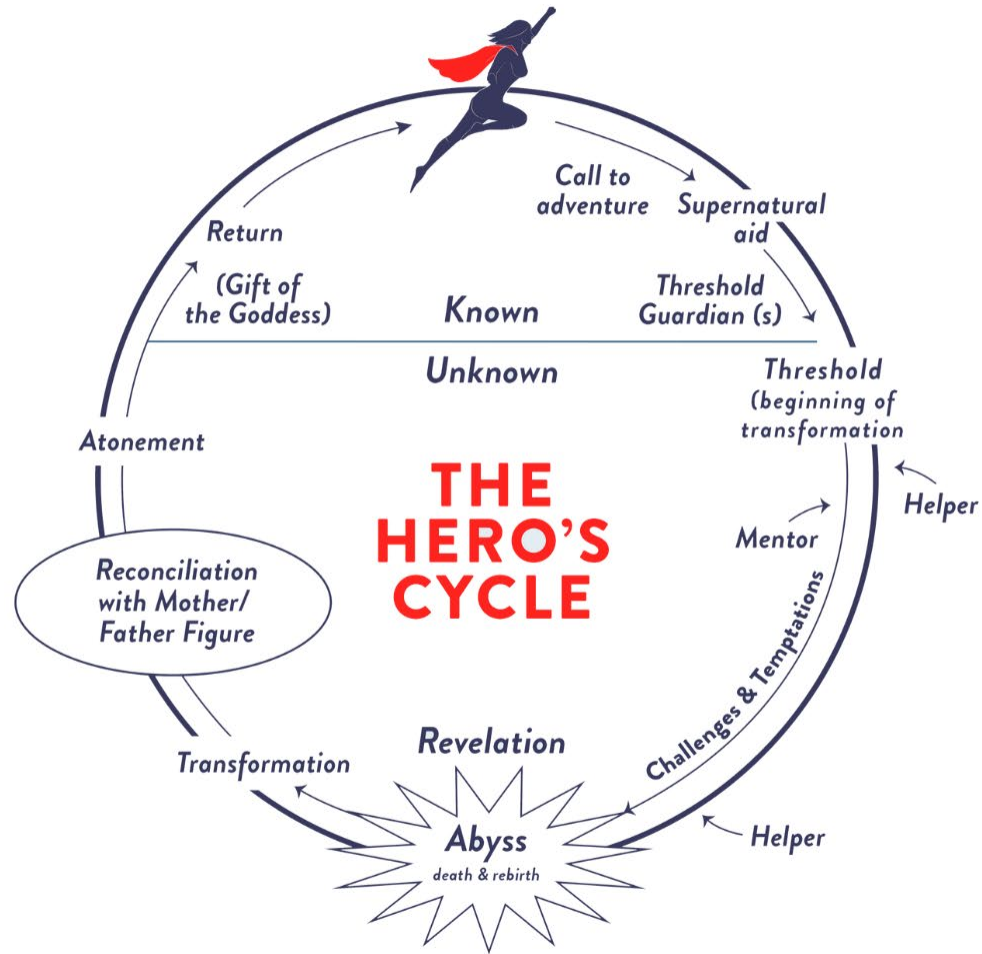 Call to
adventure
Supernatural
aid
Return
(Gift of
the Goddess)
Known
Threshold
Guardian (s)
Unknown
Threshold
(beginning of
transformation
Atonement
THE
HERO'S
CYCLE
Helper
Mentor
Reconciliation
with Mother/
Father Figure
Challenges & Temptations
Revelation
Transformation
Abyss
death & rebirth
Helper